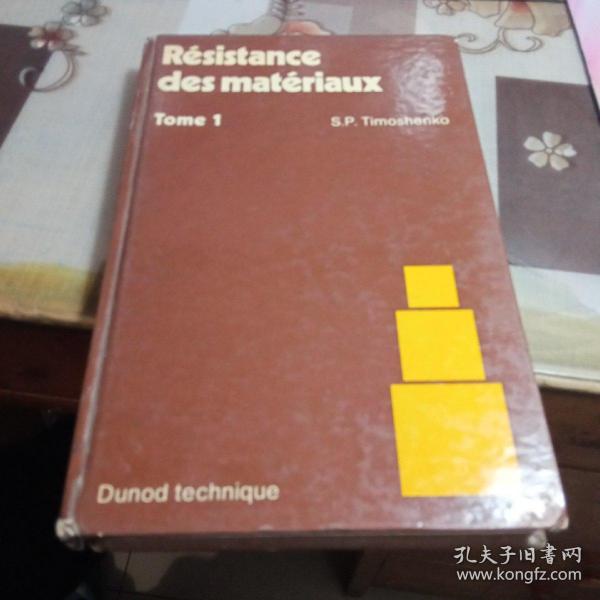 Résistance
des matériaux
Tome 1
S.P. Timoshenko
Dunod technique
孔夫子旧书网
www.kongfz.com